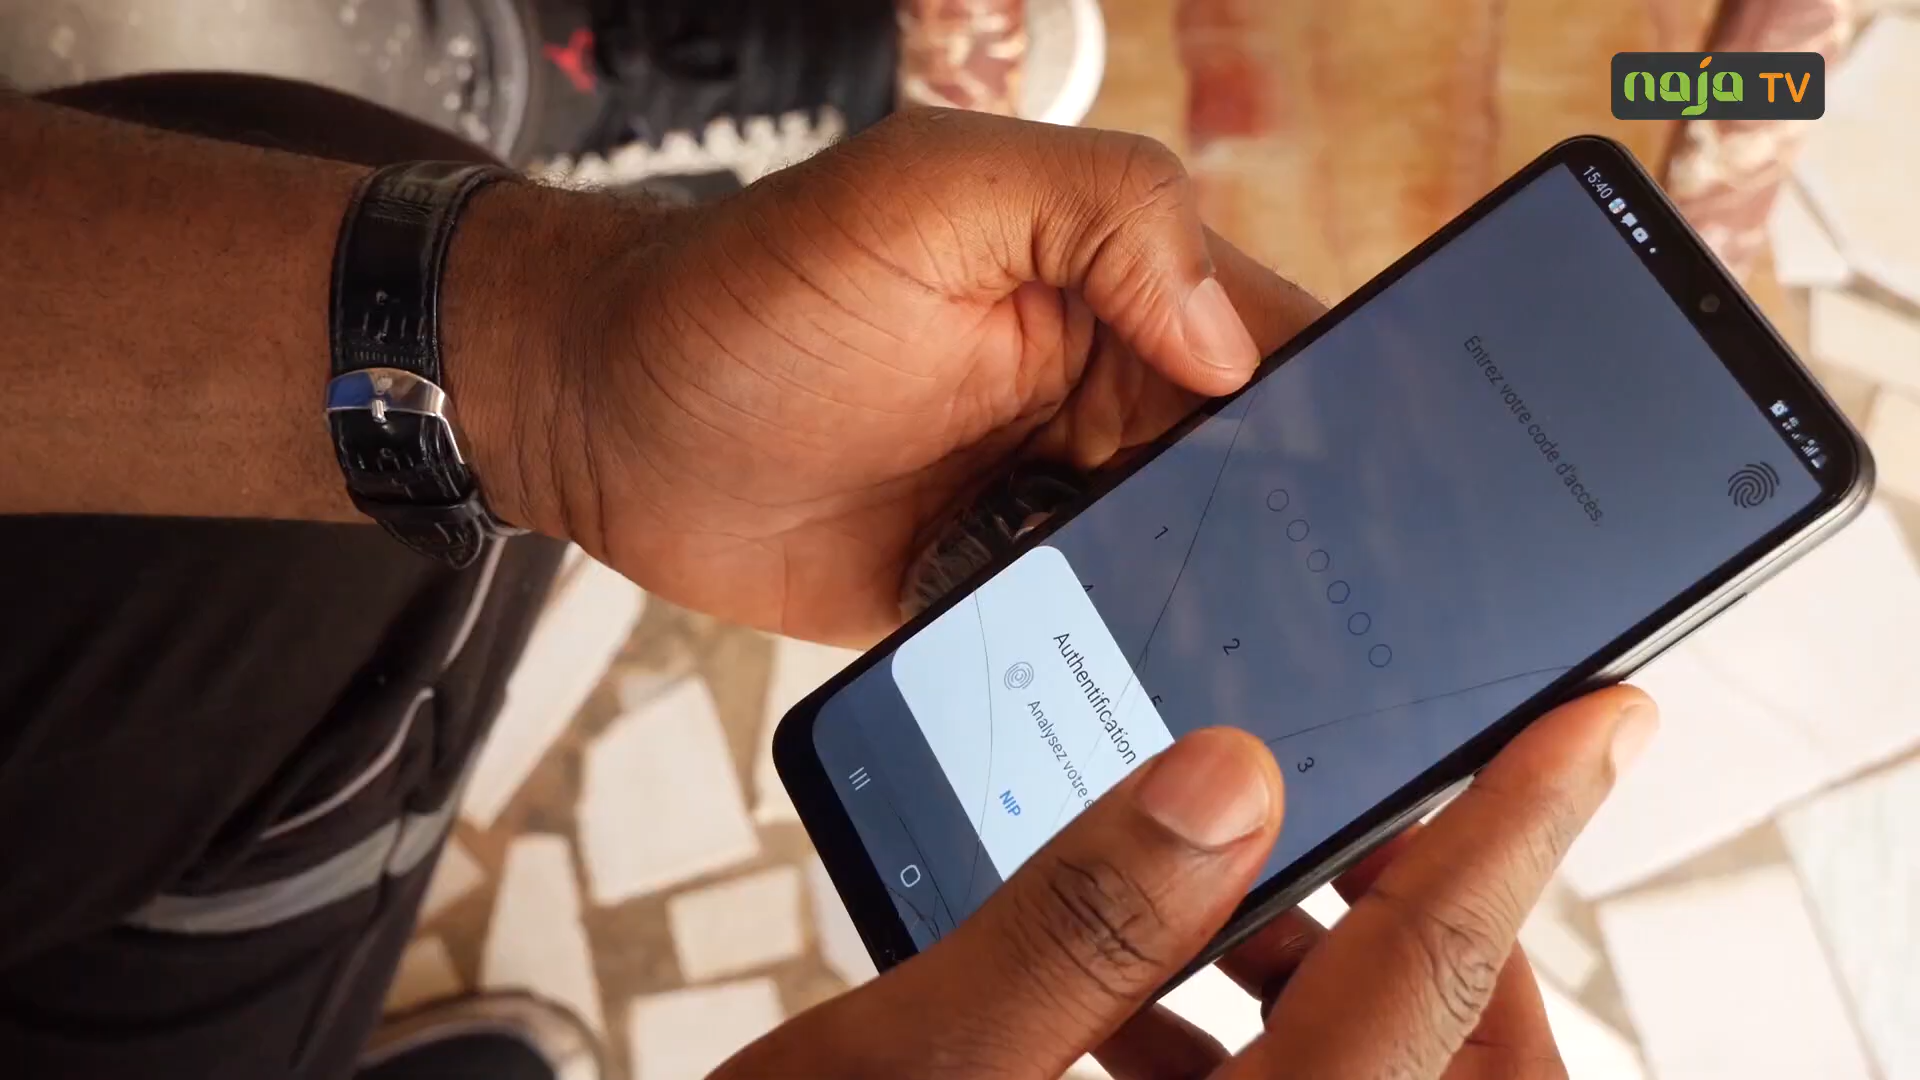 naja TV
15:40
Entrez votre code d'accès.
1
2
3
Authentification
Analysez votre
NIP